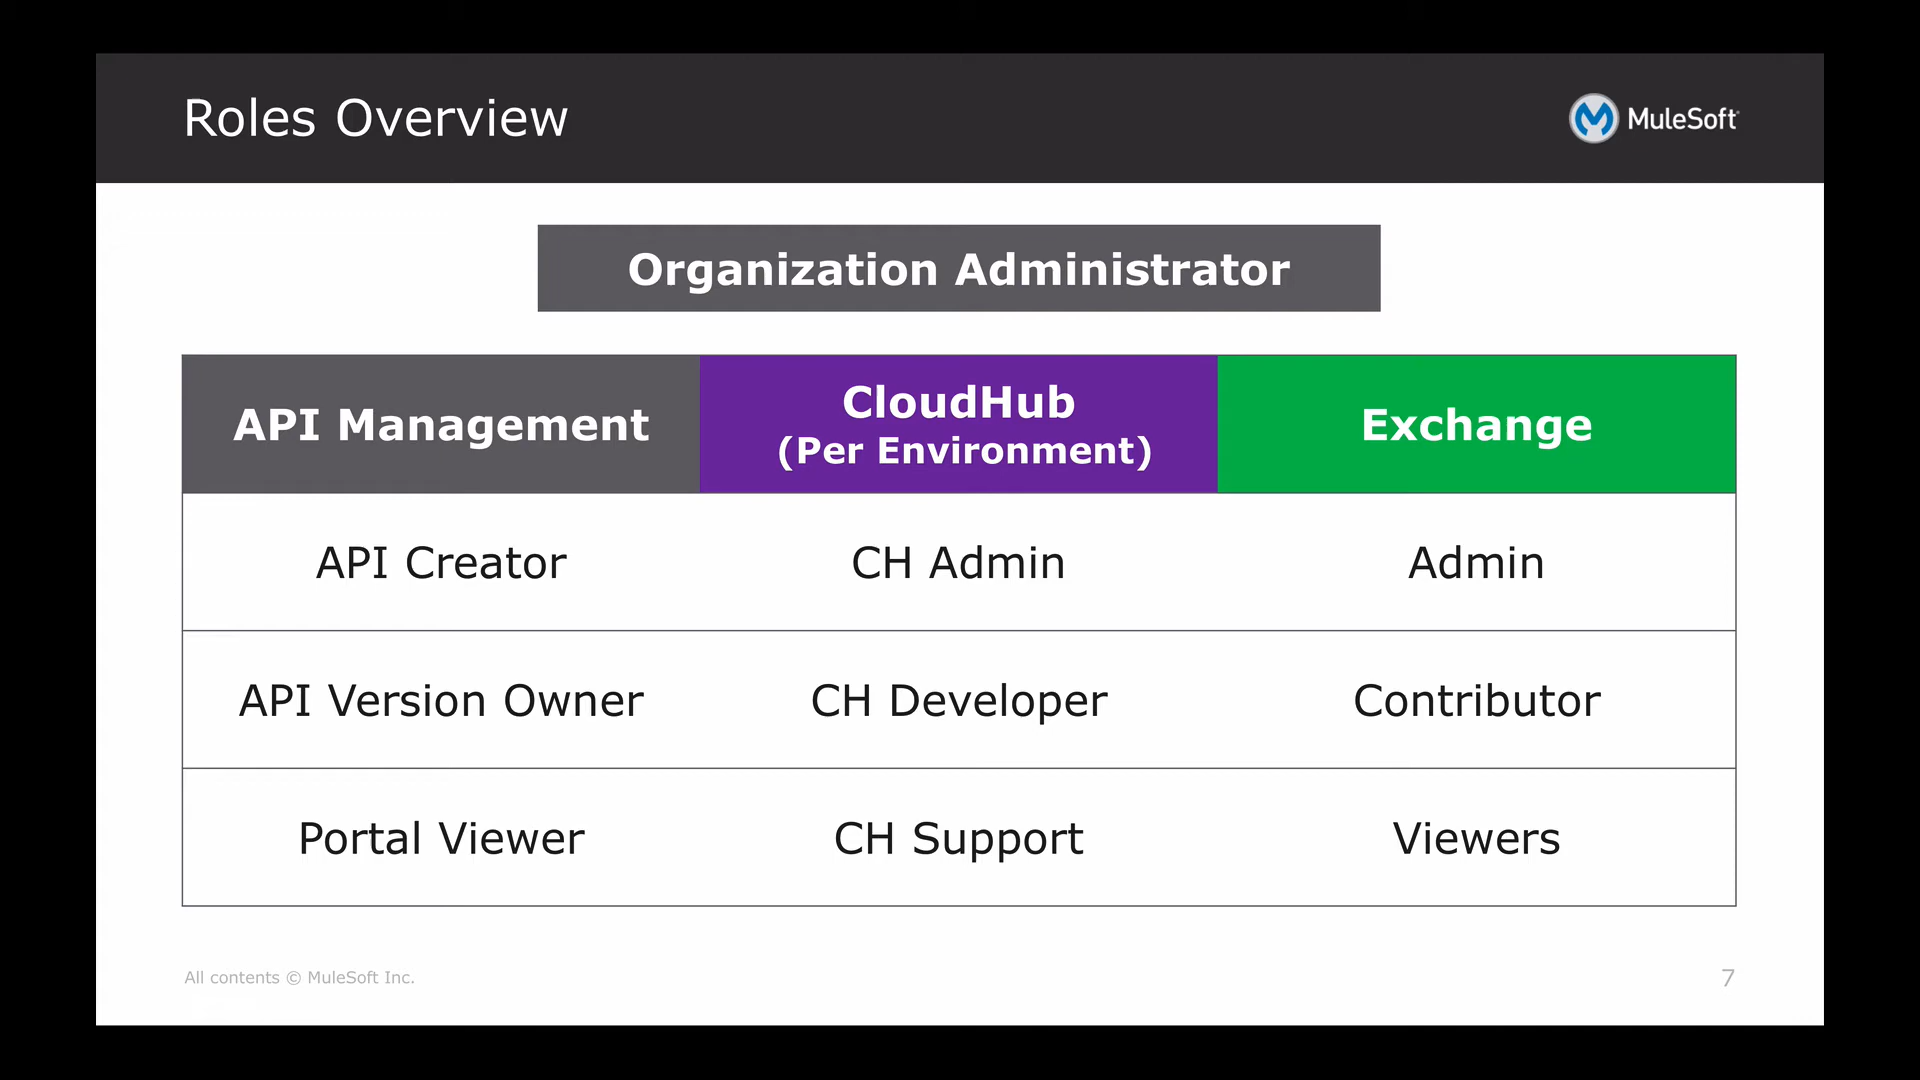 Roles Overview
MuleSoft
Organization Administrator
API Management
CloudHub
(Per Environment)
Exchange
API Creator
CH Admin
Admin
API Version Owner
CH Developer
Contributor
Portal Viewer
CH Support
Viewers
All contents © MuleSoft Inc.
7